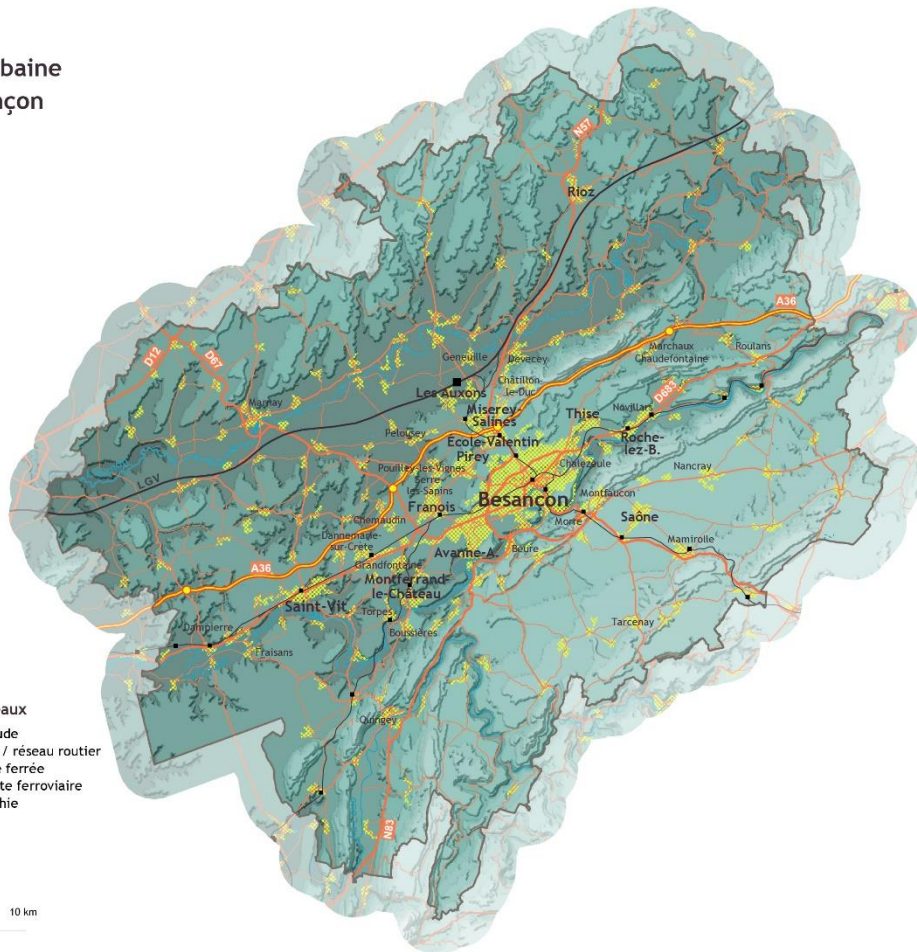 baine
nçon
N57
Rioz
A36
D12
D67
Geneuille
Devecey
Marchaux
Chaudefontaine
Roulans
Châtillon-
le-Duc
Les Auxons
D683
Marnay
Miserey-
Salines
Thise
Novillars
Pelousey
Ecole-Valentin
Pirey
Roche-
lez-B.
Chalezeule
Nancray
Pouilley-les-Vignes
Serre-
les-Sapins
LGV
Besançon
Montfaucon
Franois
Saône
Chemaudin
Morre
Dannemarie-
sur-Crète
Mamirolle
Avanne-A.
Beure
Grandfontaine
A36
Montferrand-
le-Château
Saint-Vit
Torpes
Tarcenay
Dampierre
Boussières
Fraisans
Quingey
N83
eaux
ude
/ réseau routier
e ferrée
te ferroviaire
hie
10 km